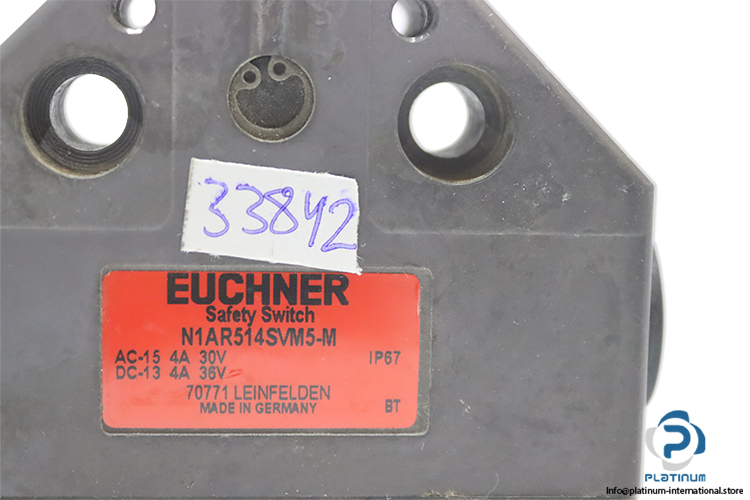 33842
EUCHNER
Safety Switch
N1AR514SVM5-M
AC-15 4A 30V IP67
DC-13 4A 36V
70771 LEINFELDEN
MADE IN GERMANY BT
PLATINUM
Info@platinum-international.store